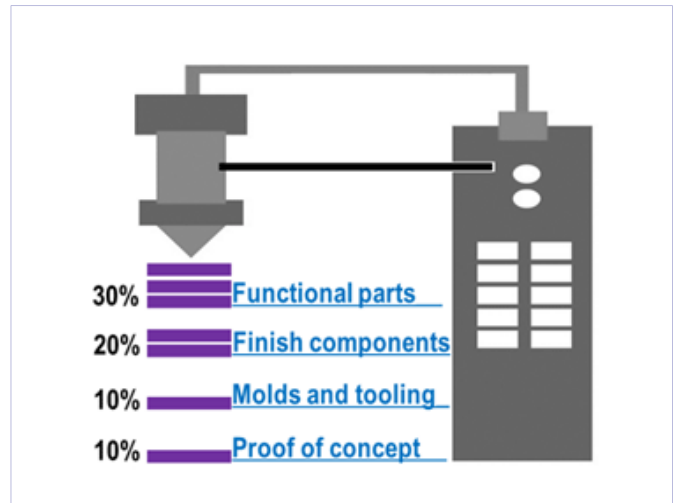 30% Functional parts
20% Finish components
10% Molds and tooling
10% Proof of concept